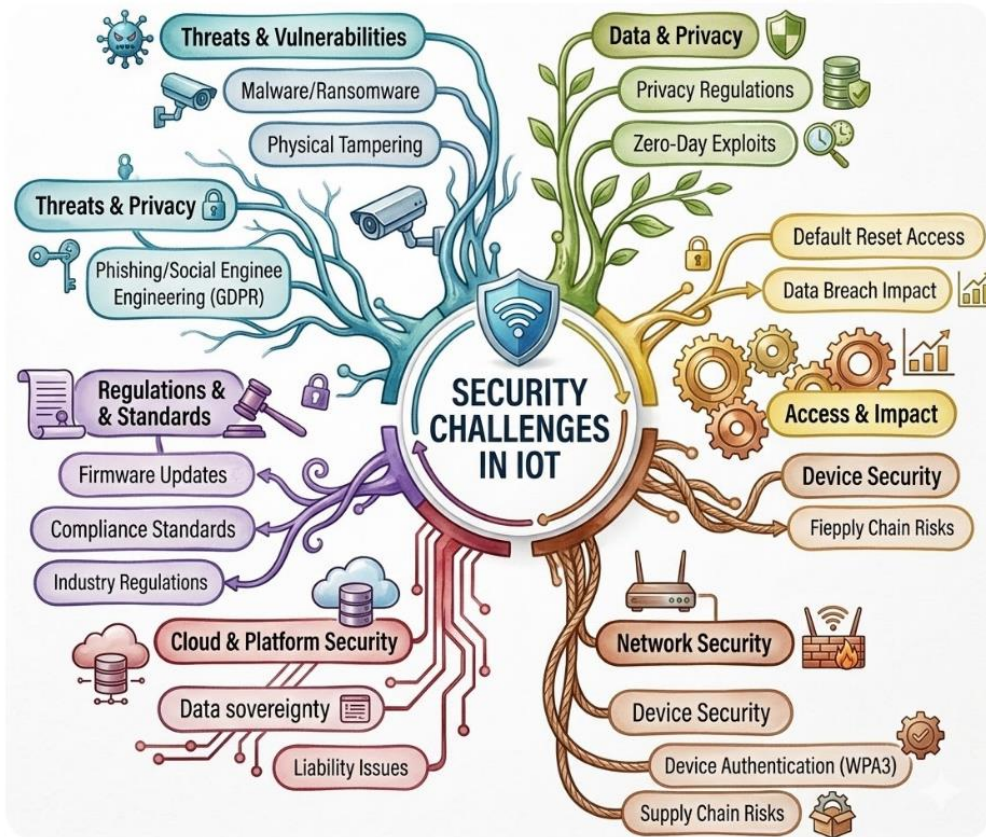 Threats & Vulnerabilities
Malware/Ransomware
Physical Tampering
Threats & Privacy
Phishing/Social Enginee
Engineering (GDPR)
Regulations &
& Standards
Firmware Updates
Compliance Standards
Industry Regulations
Cloud & Platform Security
Data sovereignty
Liability Issues
SECURITY
CHALLENGES
IN IOT
Data & Privacy
Privacy Regulations
Zero-Day Exploits
Default Reset Access
Data Breach Impact
Access & Impact
Device Security
Fiepply Chain Risks
Network Security
Device Security
Device Authentication (WPA3)
Supply Chain Risks